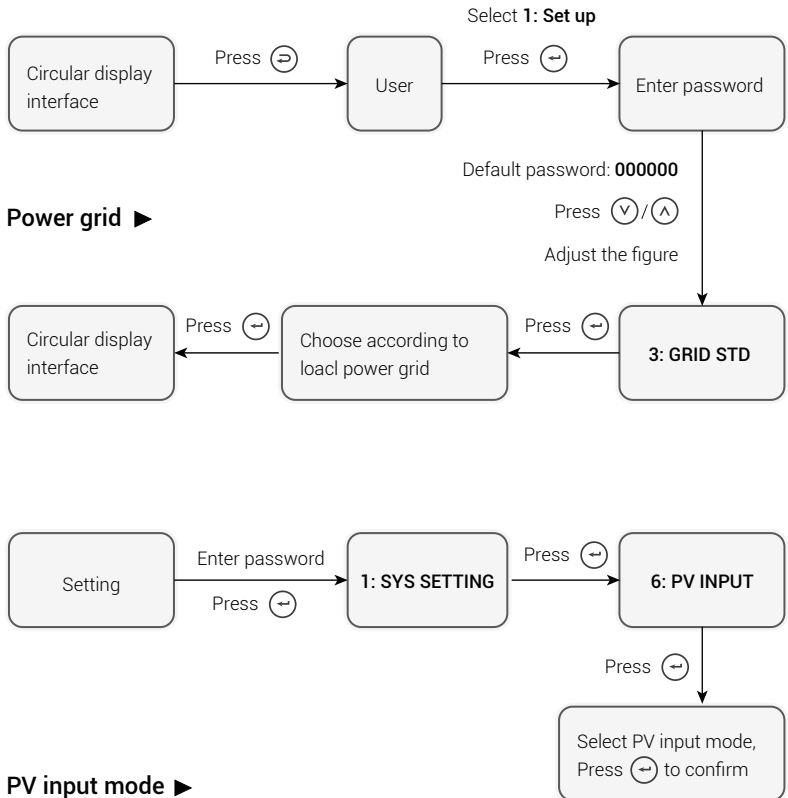 Select 1: Set up
Press
Press
Circular display
interface
User
Enter password
Default password: 000000
Press /
Adjust the figure
Power grid
Press
Press
Circular display
interface
Choose according to
loacl power grid
3: GRID STD
Enter password
Press
Setting
Press
1: SYS SETTING
6: PV INPUT
Press
Select PV input mode,
Press to confirm
PV input mode